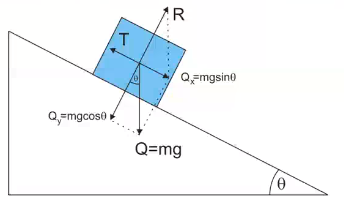 R
T
Qx=mgsinθ
θ
Qy=mgcosθ
Q=mg
θ